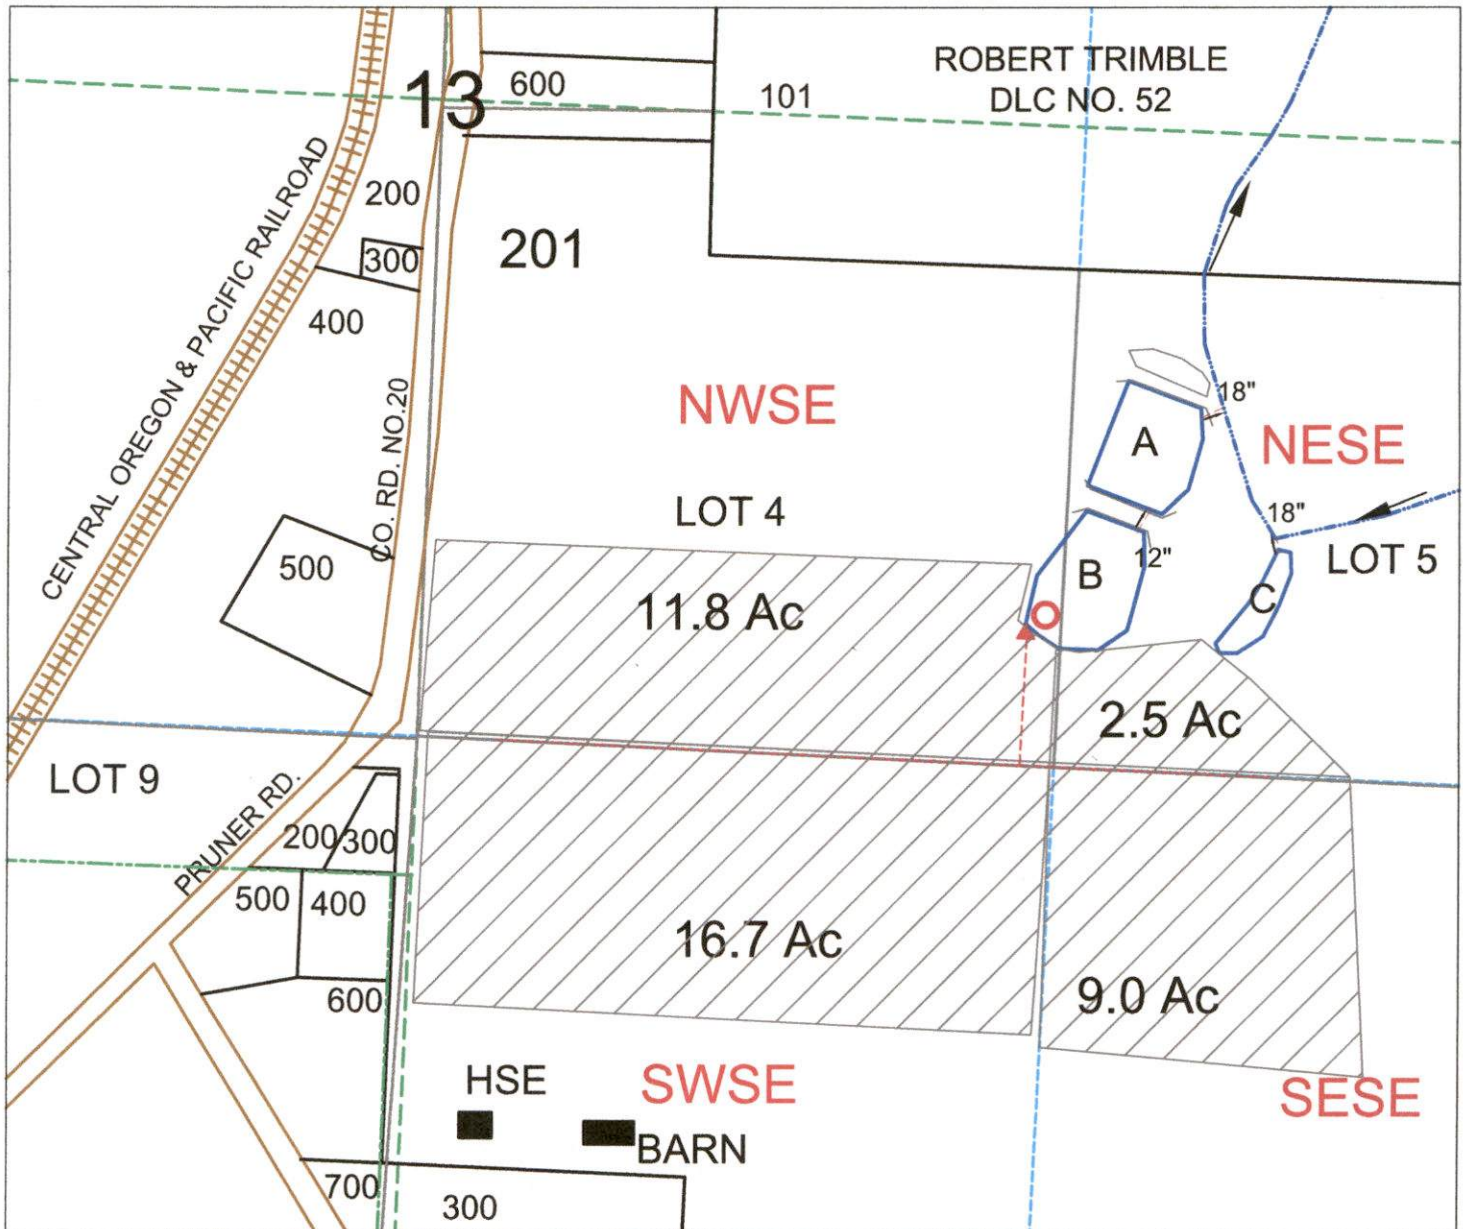 ROBERT TRIMBLE
DLC NO. 52
13
600
101
200
201
300
400
CENTRAL OREGON & PACIFIC RAILROAD
CO. RD. NO.20
NWSE
18"
A
NESE
LOT 4
18"
500
B
12"
LOT 5
C
11.8 Ac
2.5 Ac
LOT 9
PRUNER RD.
200
300
500
400
16.7 Ac
600
9.0 Ac
HSE
SWSE
SESE
BARN
700
300